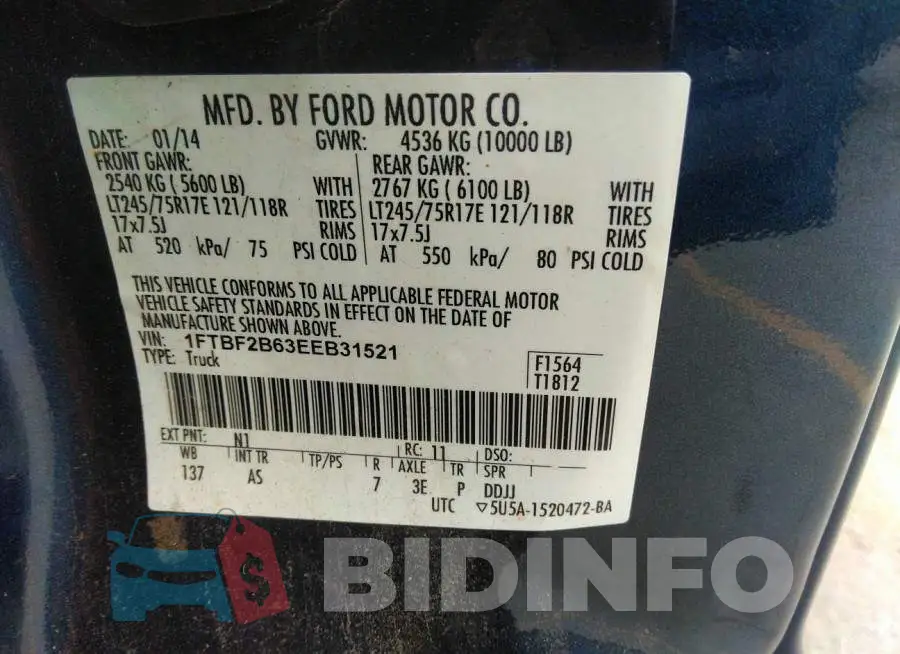 MFD. BY FORD MOTOR CO.
DATE: 01/14 GVWR: 4536 KG (10000 LB)
FRONT GAWR: REAR GAWR:
2540 KG ( 5600 LB) WITH 2767 KG ( 6100 LB) WITH
LT245/75R17E 121/118R TIRES LT245/75R17E 121/118R TIRES
17x7.5J RIMS 17x7.5J RIMS
AT 520 kPa/ 75 PSI COLD AT 550 kPa/ 80 PSI COLD
THIS VEHICLE CONFORMS TO ALL APPLICABLE FEDERAL MOTOR
VEHICLE SAFETY STANDARDS IN EFFECT ON THE DATE OF
MANUFACTURE SHOWN ABOVE.
VIN: 1FTBF2B63EEB31521
TYPE: Truck
F1564
T1812
EXT PNT: N1 RC: 11 DSO:
WB INT TR TP/PS R AXLE TR SPR
137 AS 7 3E P DDJJ
UTC ▽5U5A-1520472-BA
$ BIDINFO